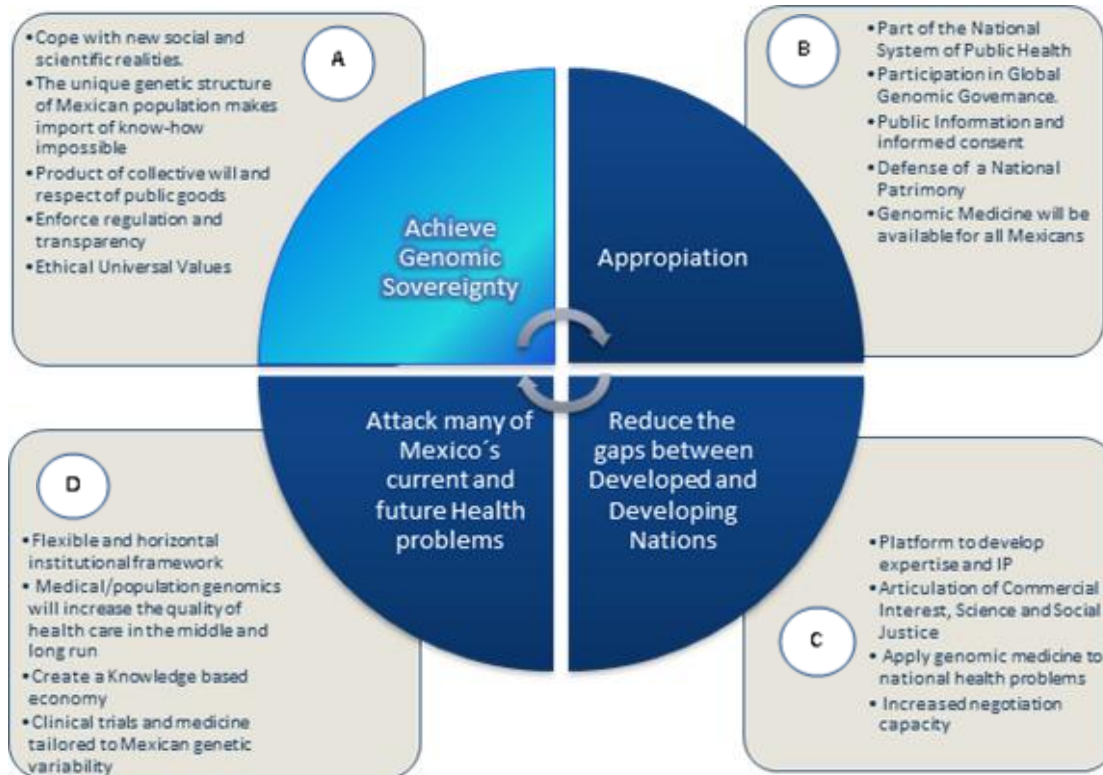 A
•Cope with new social and
scientific realities.
•The unique genetic structure
of Mexican population makes
import of know-how
impossible
•Product of collective will and
respect of public goods
•Enforce regulation and
transparency
•Ethical Universal Values
B
•Part of the National
System of Public Health
•Participation in Global
Genomic Governance.
•Public Information and
informed consent
•Defense of a National
Patrimony
•Genomic Medicine will be
available for all Mexicans
Achieve
Genomic
Sovereignty
Appropiation
Attack many of
Mexico´s
current and
future Health
problems
Reduce the
gaps between
Developed and
Developing
Nations
D
•Flexible and horizontal
institutional framework
• Medical/population genomics
will increase the quality of
health care in the middle and
long run
•Create a Knowledge based
economy
•Clinical trials and medicine
tailored to Mexican genetic
variability
C
•Platform to develop
expertise and IP
•Articulation of Commercial
Interest, Science and Social
Justice
• Apply genomic medicine to
national health problems
• Increased negotiation
capacity